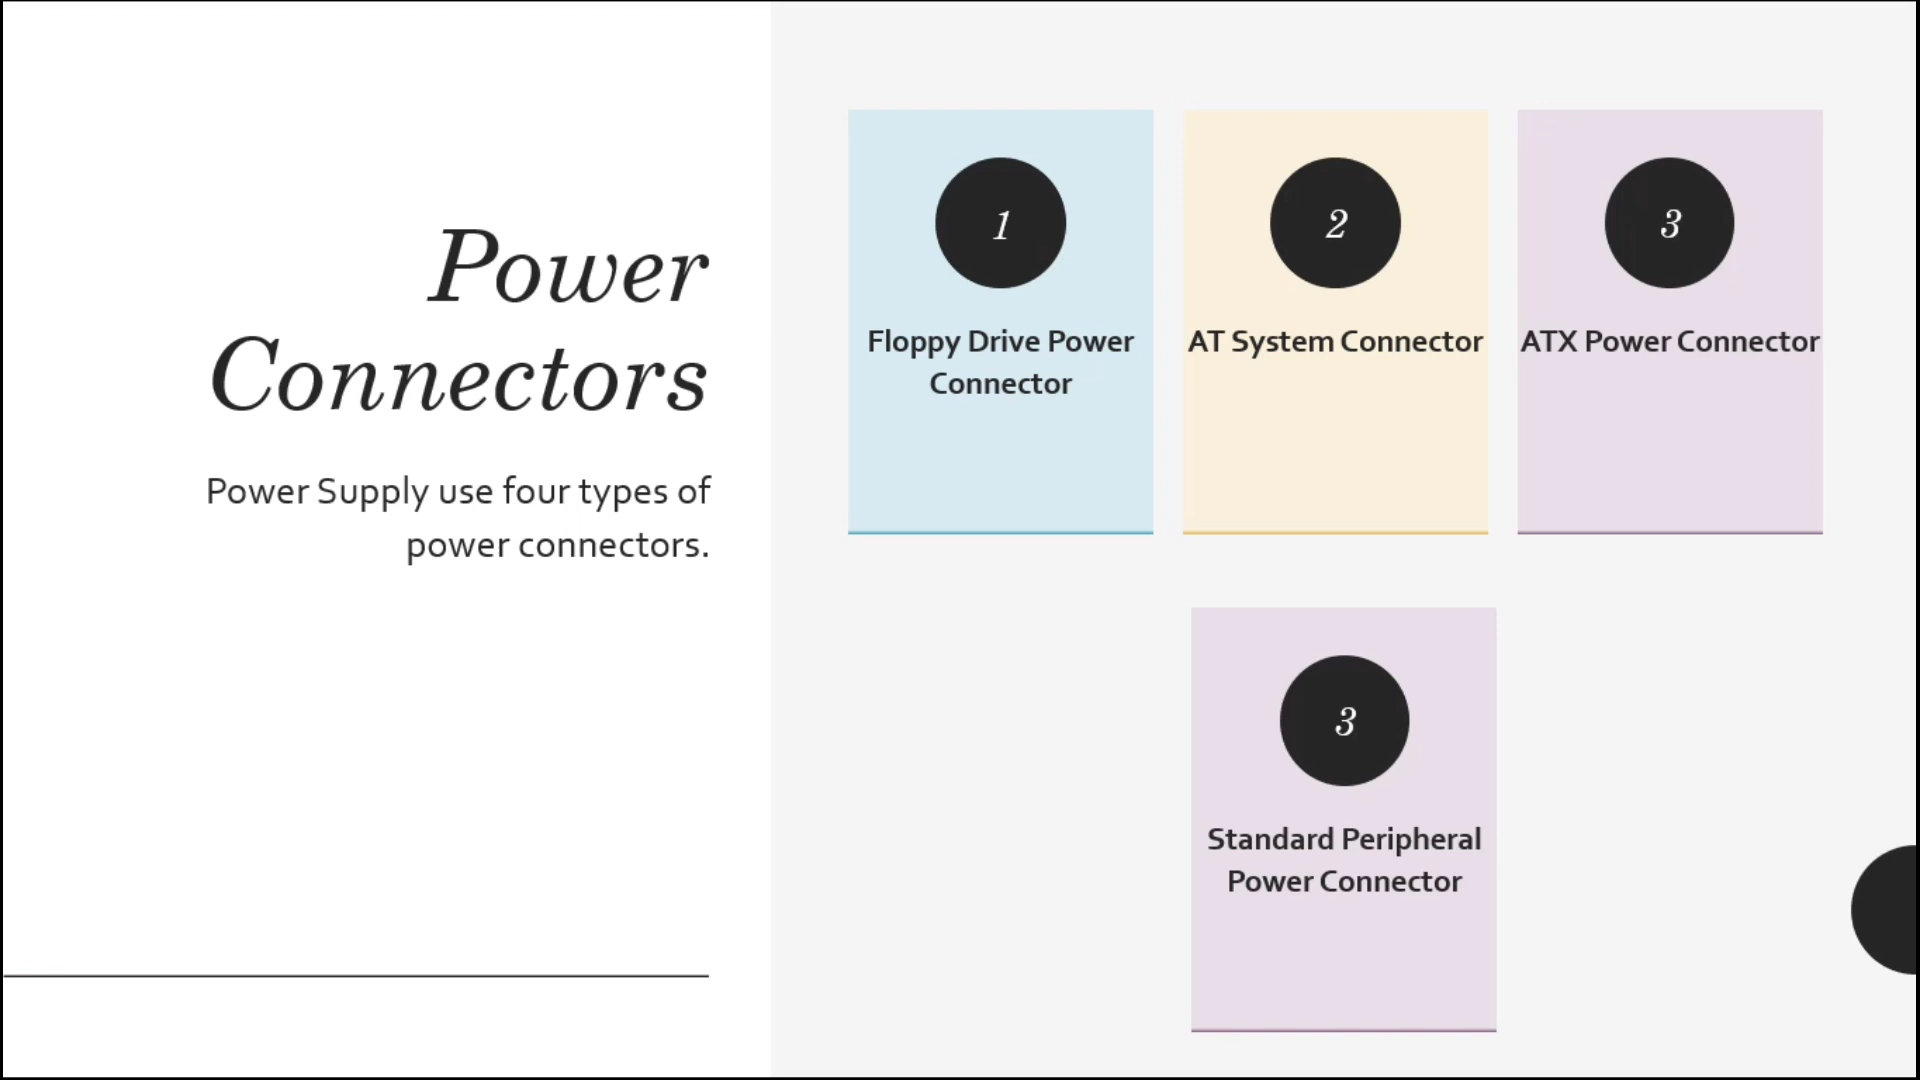 Power
Connectors
Power Supply use four types of
power connectors.
1
Floppy Drive Power
Connector
2
AT System Connector
3
ATX Power Connector
3
Standard Peripheral
Power Connector